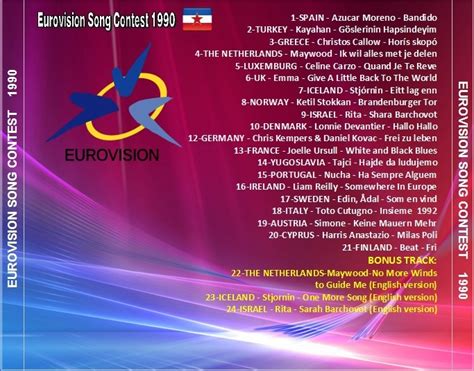 Eurovision Song Contest 1990
EUROVISION
EUROVISION SONG CONTEST 1990
1-SPAIN - Azucar Moreno - Bandido
2-TURKEY - Kayahan - Göslerinin Hapsindeyim
3-GREECE - Christos Callow - Horís skopó
4-THE NETHERLANDS - Maywood - Ik wil alles met je delen
5-LUXEMBURG - Celine Carzo - Quand Je Te Reve
6-UK - Emma - Give A Little Back To The World
7-ICELAND - Stjórnin - Eitt lag enn
8-NORWAY - Ketil Stokkan - Brandenburger Tor
9-ISRAEL - Rita - Shara Barchovot
10-DENMARK - Lonnie Devantier - Hallo Hallo
12-GERMANY - Chris Kempers & Daniel Kovac - Frei zu leben
13-FRANCE - Joelle Ursull - White and Black Blues
14-YUGOSLAVIA - Tajci - Hajde da ludujemo
15-PORTUGAL - Nucha - Ha Sempre Alguem
16-IRELAND - Liam Reilly - Somewhere In Europe
17-SWEDEN - Edin, Ådal - Som en vind
18-ITALY - Toto Cutugno - Insieme 1992
19-AUSTRIA - Simone - Keine Mauern Mehr
20-CYPRUS - Harris Anastazio - Milas Poli
21-FINLAND - Beat - Fri
BONUS TRACK:
22-THE NETHERLANDS-Maywood-No More Winds
to Guide Me (English version)
23-ICELAND - Stjornin - One More Song (English version)
24-ISRAEL - Rita - Sarah Barchovot (English version)
EUROVISION SONG CONTEST 1990